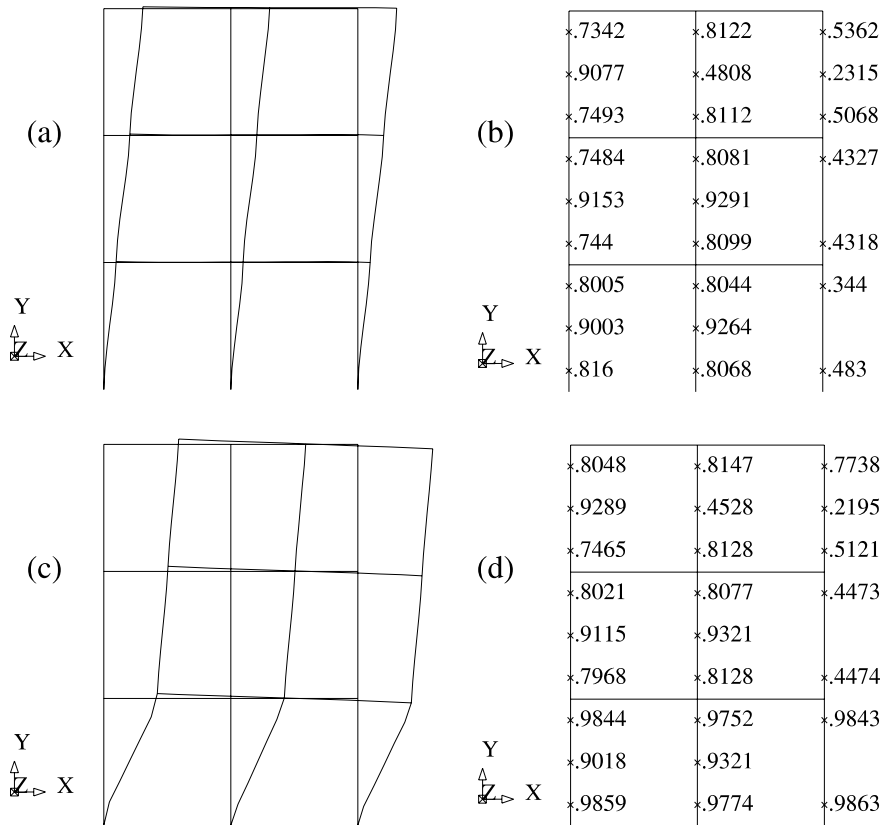 (a)
Y
Z X
(b)
.7342 .8122 .5362
.9077 .4808 .2315
.7493 .8112 .5068
.7484 .8081 .4327
.9153 .9291
.744 .8099 .4318
.8005 .8044 .344
.9003 .9264
.816 .8068 .483
Y
Z X
(c)
Y
Z X
(d)
.8048 .8147 .7738
.9289 .4528 .2195
.7465 .8128 .5121
.8021 .8077 .4473
.9115 .9321
.7968 .8128 .4474
.9844 .9752 .9843
.9018 .9321
.9859 .9774 .9863
Y
Z X